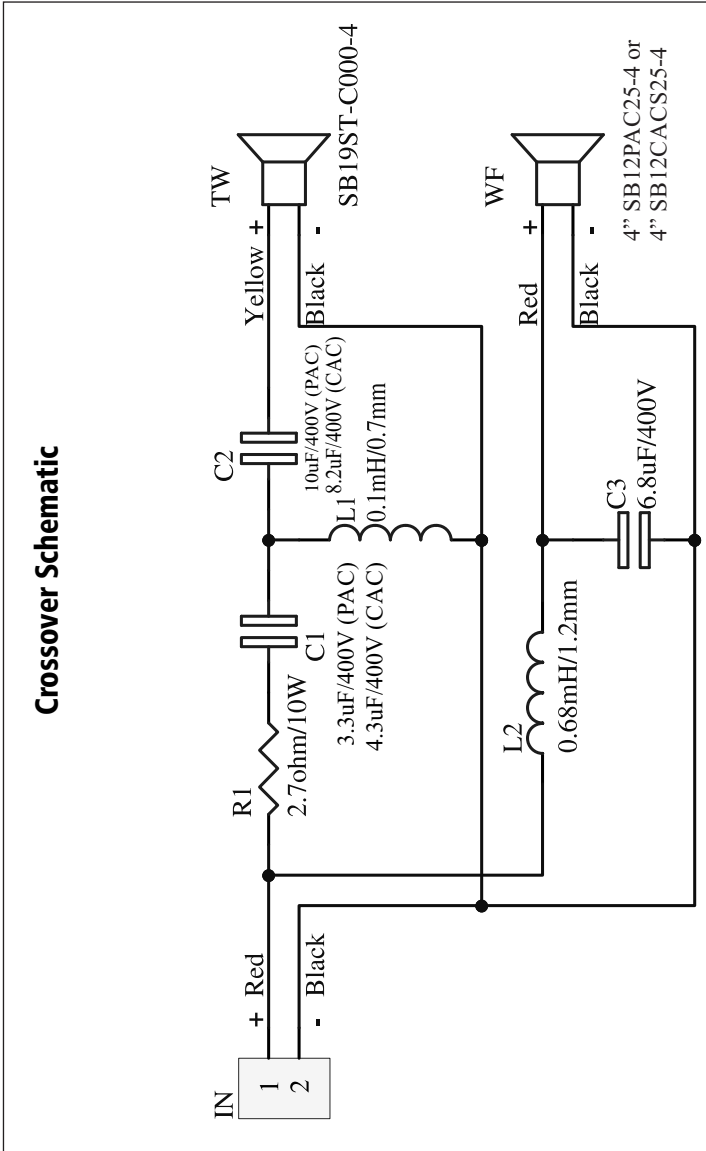 Crossover Schematic
IN
1
2
+ Red
- Black
R1
2.7ohm/10W
C1
3.3uF/400V (PAC)
4.3uF/400V (CAC)
C2
10uF/400V (PAC)
8.2uF/400V (CAC)
L1
0.1mH/0.7mm
Yellow +
Black -
TW
SB19ST-C000-4
L2
0.68mH/1.2mm
C3
6.8uF/400V
Red +
Black -
WF
4” SB12PAC25-4 or
4” SB12CACS25-4